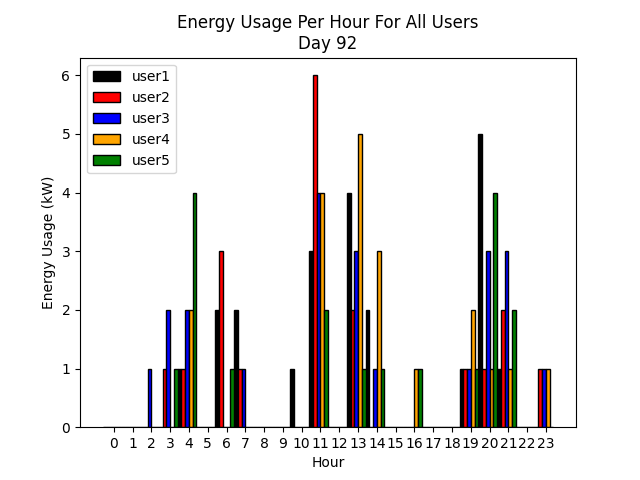 Energy Usage Per Hour For All Users
Day 92
user1
user2
user3
user4
user5
Energy Usage (kW)
6
5
4
3
2
1
0
0 1 2 3 4 5 6 7 8 9 10 11 12 13 14 15 16 17 18 19 20 21 22 23
Hour